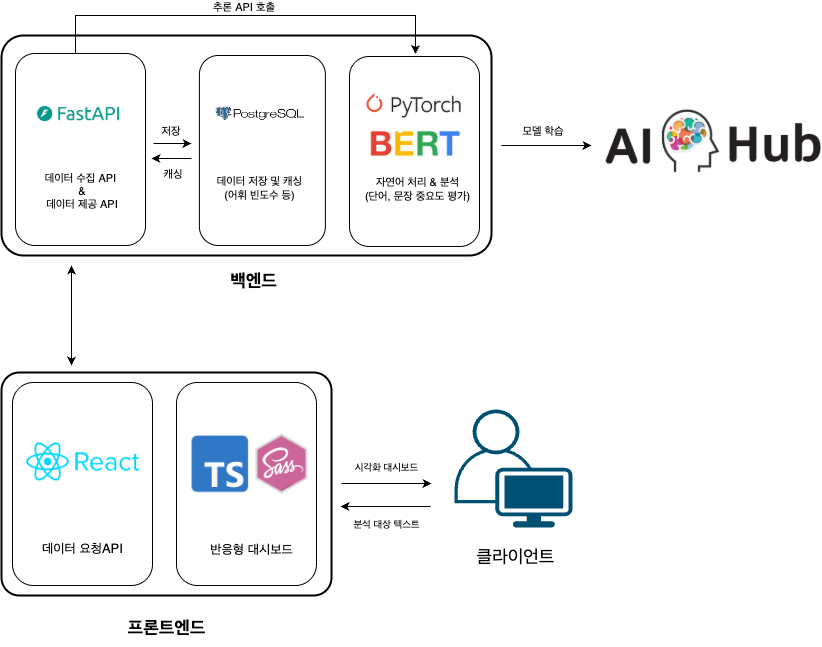 추론 API 호출
FastAPI
데이터 수집 API
&
데이터 제공 API
저장
캐싱
PostgreSQL
데이터 저장 및 캐싱
(어휘 빈도수 등)
PyTorch
BERT
자연어 처리 & 분석
(단어, 문장 중요도 평가)
모델 학습
AI Hub
백엔드
React
데이터 요청API
TS
Sass
반응형 대시보드
시각화 대시보드
분석 대상 텍스트
클라이언트
프론트엔드